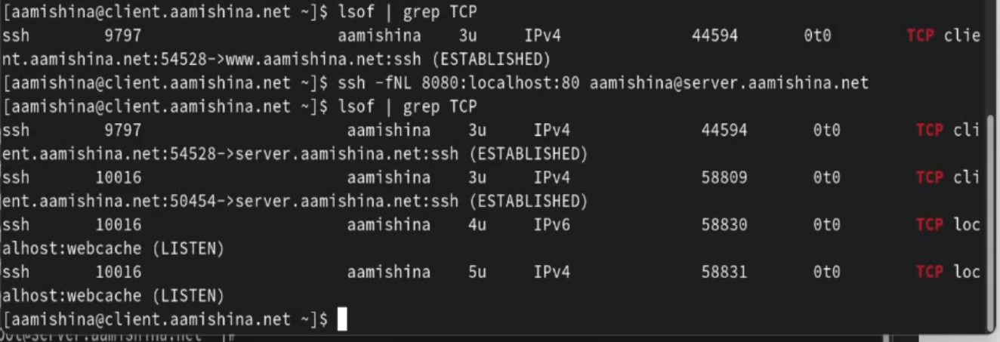 [aamishina@client.aamishina.net ~]$ lsof | grep TCP
ssh 9797 aamishina 3u IPv4 44594 0t0 TCP clie
nt.aamishina.net:54528->www.aamishina.net:ssh (ESTABLISHED)
[aamishina@client.aamishina.net ~]$ ssh -fNL 8080:localhost:80 aamishina@server.aamishina.net
[aamishina@client.aamishina.net ~]$ lsof | grep TCP
ssh 9797 aamishina 3u IPv4 44594 0t0 TCP cli
ent.aamishina.net:54528->server.aamishina.net:ssh (ESTABLISHED)
ssh 10016 aamishina 3u IPv4 58809 0t0 TCP cli
ent.aamishina.net:50454->server.aamishina.net:ssh (ESTABLISHED)
ssh 10016 aamishina 4u IPv6 58830 0t0 TCP loc
alhost:webcache (LISTEN)
ssh 10016 aamishina 5u IPv4 58831 0t0 TCP loc
alhost:webcache (LISTEN)
[aamishina@client.aamishina.net ~]$